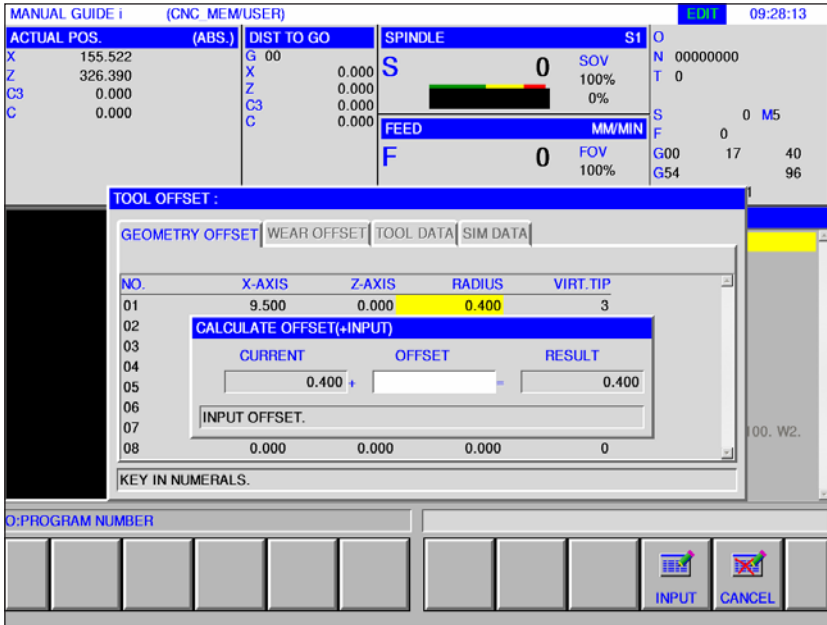 MANUAL GUIDE i (CNC_MEM/USER) EDIT 09:28:13
ACTUAL POS. (ABS.) DIST TO GO SPINDLE S1 O
X 155.522 G 00 N 00000000
Z 326.390 X 0.000 S 0 SOV T 0
C3 0.000 Z 0.000 100%
C 0.000 C3 0.000 0%
C 0.000 S 0 M5
FEED MM/MIN F 0
F 0 FOV G00 17 40
100% G54 96
1
TOOL OFFSET :
GEOMETRY OFFSET WEAR OFFSET TOOL DATA SIM DATA
NO. X-AXIS Z-AXIS RADIUS VIRT.TIP
01 9.500 0.000 0.400 3
02
CALCULATE OFFSET(+INPUT)
03
CURRENT OFFSET RESULT
04
0.400 + = 0.400
05
06
INPUT OFFSET.
07
100. W2.
08 0.000 0.000 0.000 0
KEY IN NUMERALS.
O:PROGRAM NUMBER
INPUT CANCEL